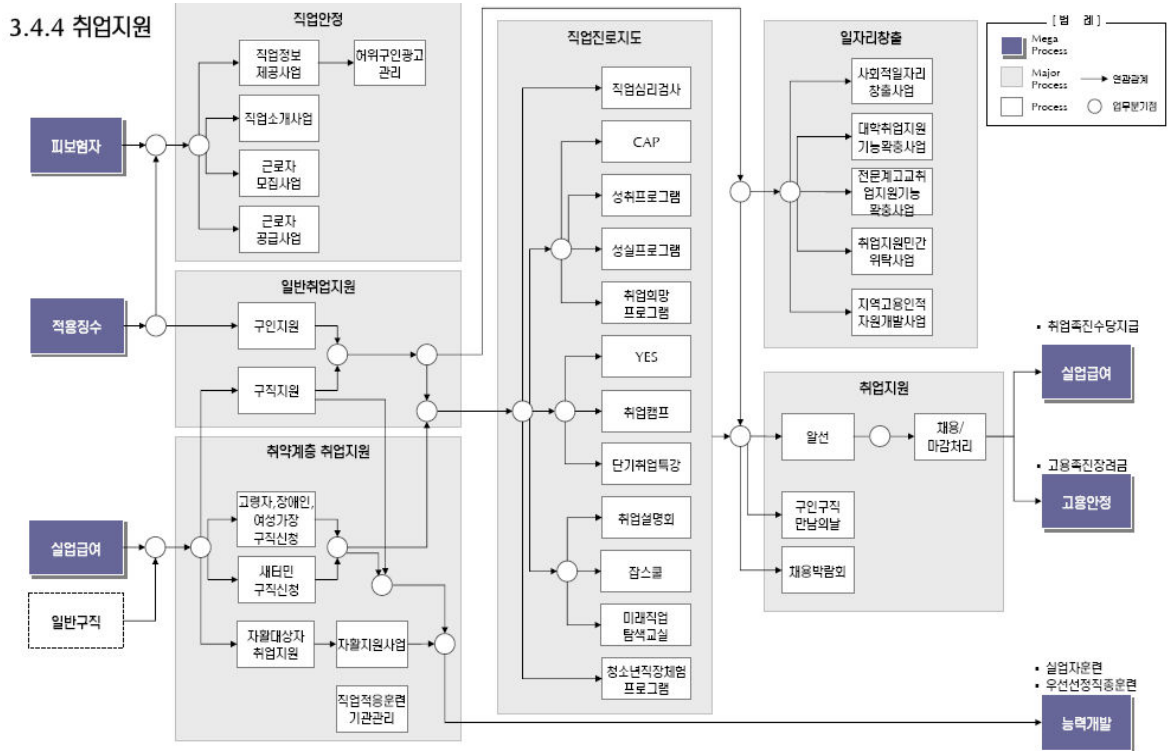 3.4.4 취업지원
직업안정
직업정보
제공사업
허위구인광고
관리
직업소개사업
근로자
모집사업
근로자
공급사업
피보험자
적용징수
일반취업지원
구인지원
구직지원
취약계층 취업지원
고령자,장애인,
여성가장
구직신청
새터민
구직신청
자활대상자
취업지원
자활지원사업
직업적응훈련
기관관리
실업급여
일반구직
직업진로지도
직업심리검사
CAP
성취프로그램
성실프로그램
취업희망
프로그램
YES
취업캠프
단기취업특강
취업설명회
잡스쿨
미래직업
탐색교실
청소년직장체험
프로그램
일자리창출
사회적일자리
창출사업
대학취업지원
기능확충사업
전문계고교취
업지원기능
확충사업
취업지원민간
위탁사업
지역고용인적
자원개발사업
취업지원
알선
채용/
마감처리
구인구직
만남의날
채용박람회
[ 범 례 ]
Mega
Process
Major
Process
연관관계
Process
업무분기점
▪ 취업촉진수당지급
실업급여
▪ 고용촉진장려금
고용안정
▪ 실업자훈련
▪ 우선선정직종훈련
능력개발